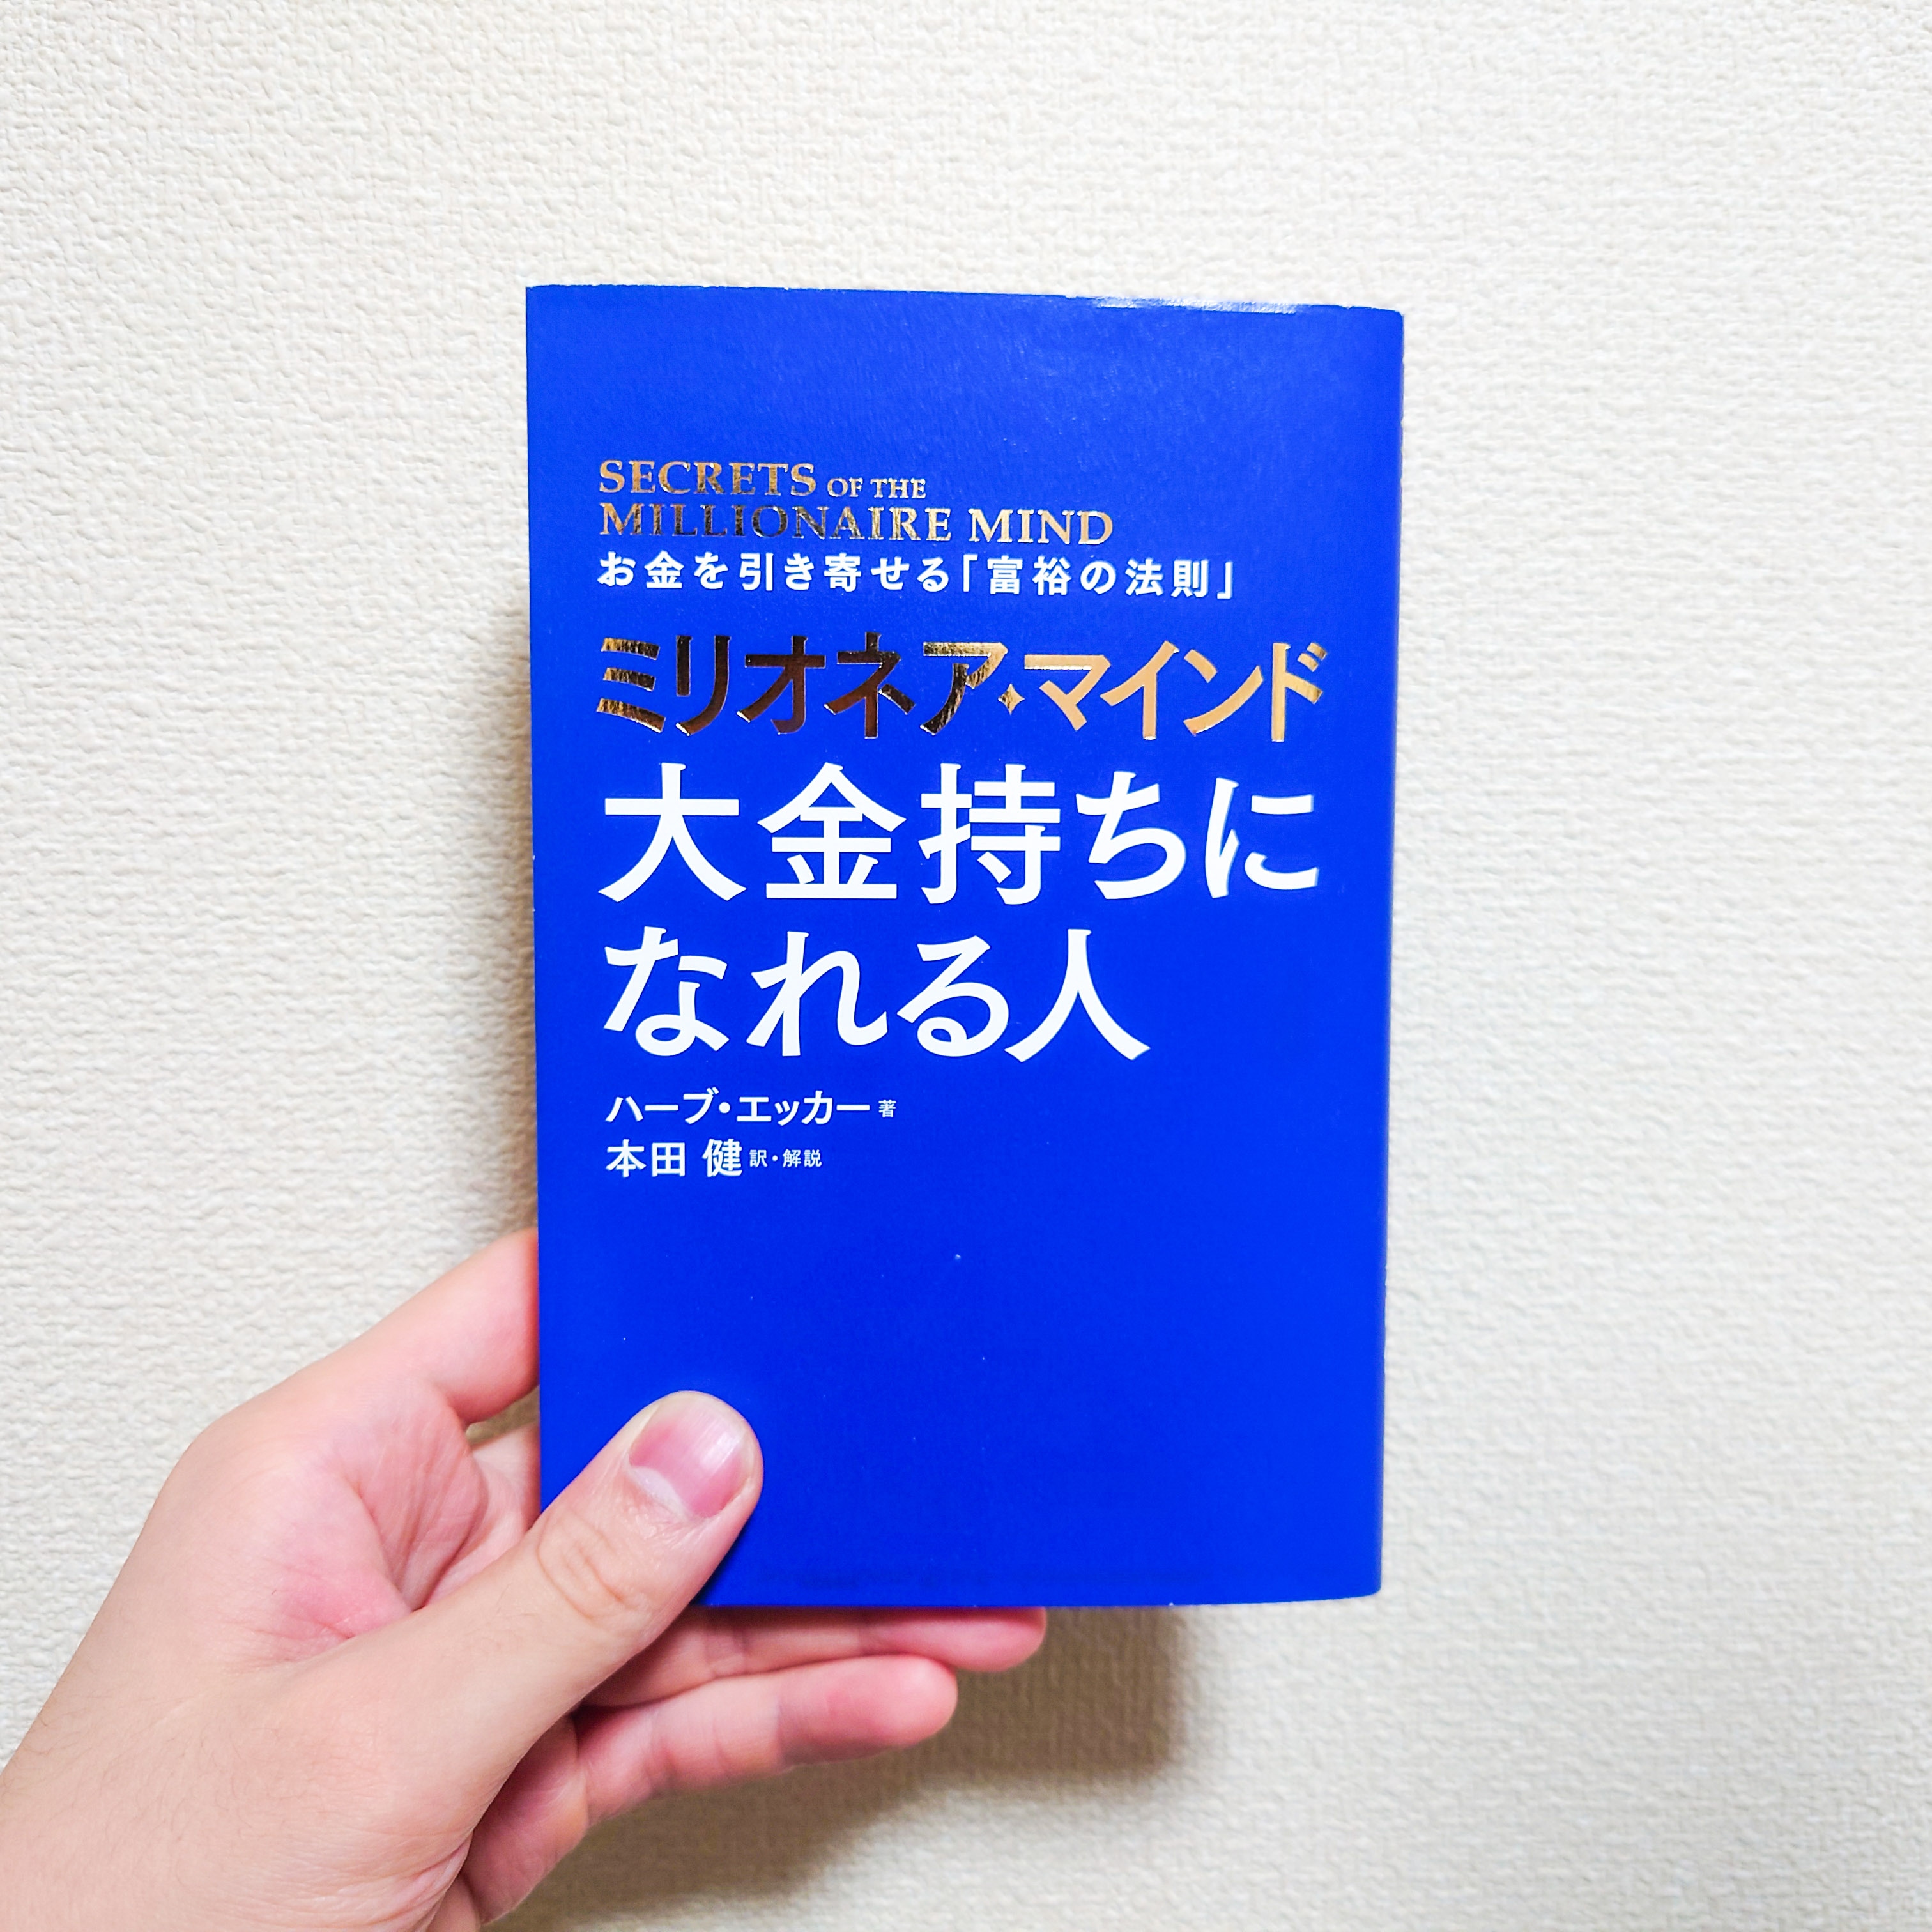 SECRETS OF THE
MILLIONAIRE MIND
お金を引き寄せる「富裕の法則」
ミリオネア・マインド
大金持ちに
なれる人
ハーブ・エッカー 著
本田 健 訳・解説